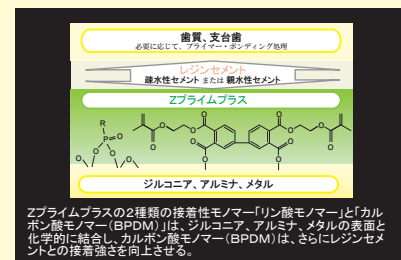 歯質、支台歯
必要に応じて、プライマー・ボンディング処理
レジンセメント
疎水性セメント または 親水性セメント
Zプライムプラス
R
P=O
O O
O O O O
O O O O
O O O O
ジルコニア、アルミナ、メタル
Zプライムプラスの2種類の接着性モノマー「リン酸モノマー」と「カル
ボン酸モノマー(BPDM)」は、ジルコニア、アルミナ、メタルの表面と
化学的に結合し、カルボン酸モノマー(BPDM)は、さらにレジンセメ
ントとの接着強さを向上させる。